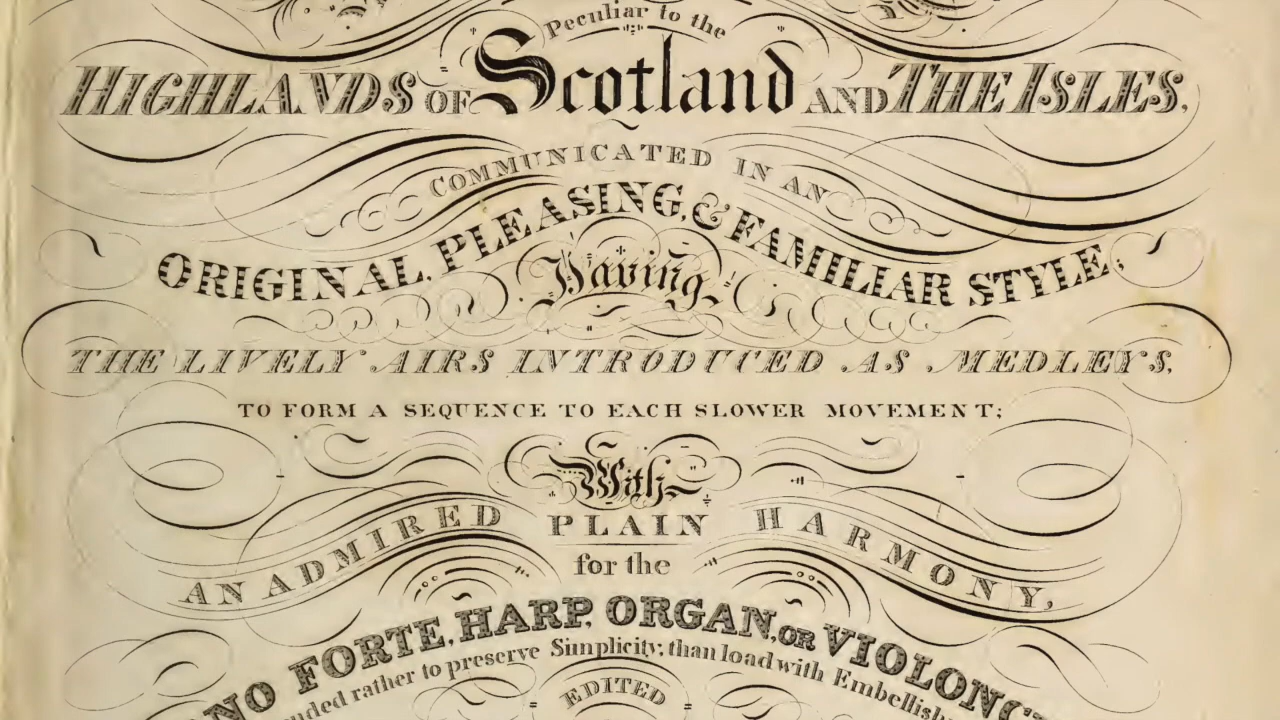 Peculiar to the
HIGHLANDS OF Scotland AND THE ISLES,
COMMUNICATED IN AN
ORIGINAL, PLEASING, & FAMILIAR STYLE;
Having
THE LIVELY AIRS INTRODUCED AS MEDLEYS,
TO FORM A SEQUENCE TO EACH SLOWER MOVEMENT;
With
AN ADMIRED PLAIN HARMONY,
for the
NO FORTE, HARP, ORGAN, OR VIOLONC
nded rather to preserve Simplicity, than load with Embellish
EDITED